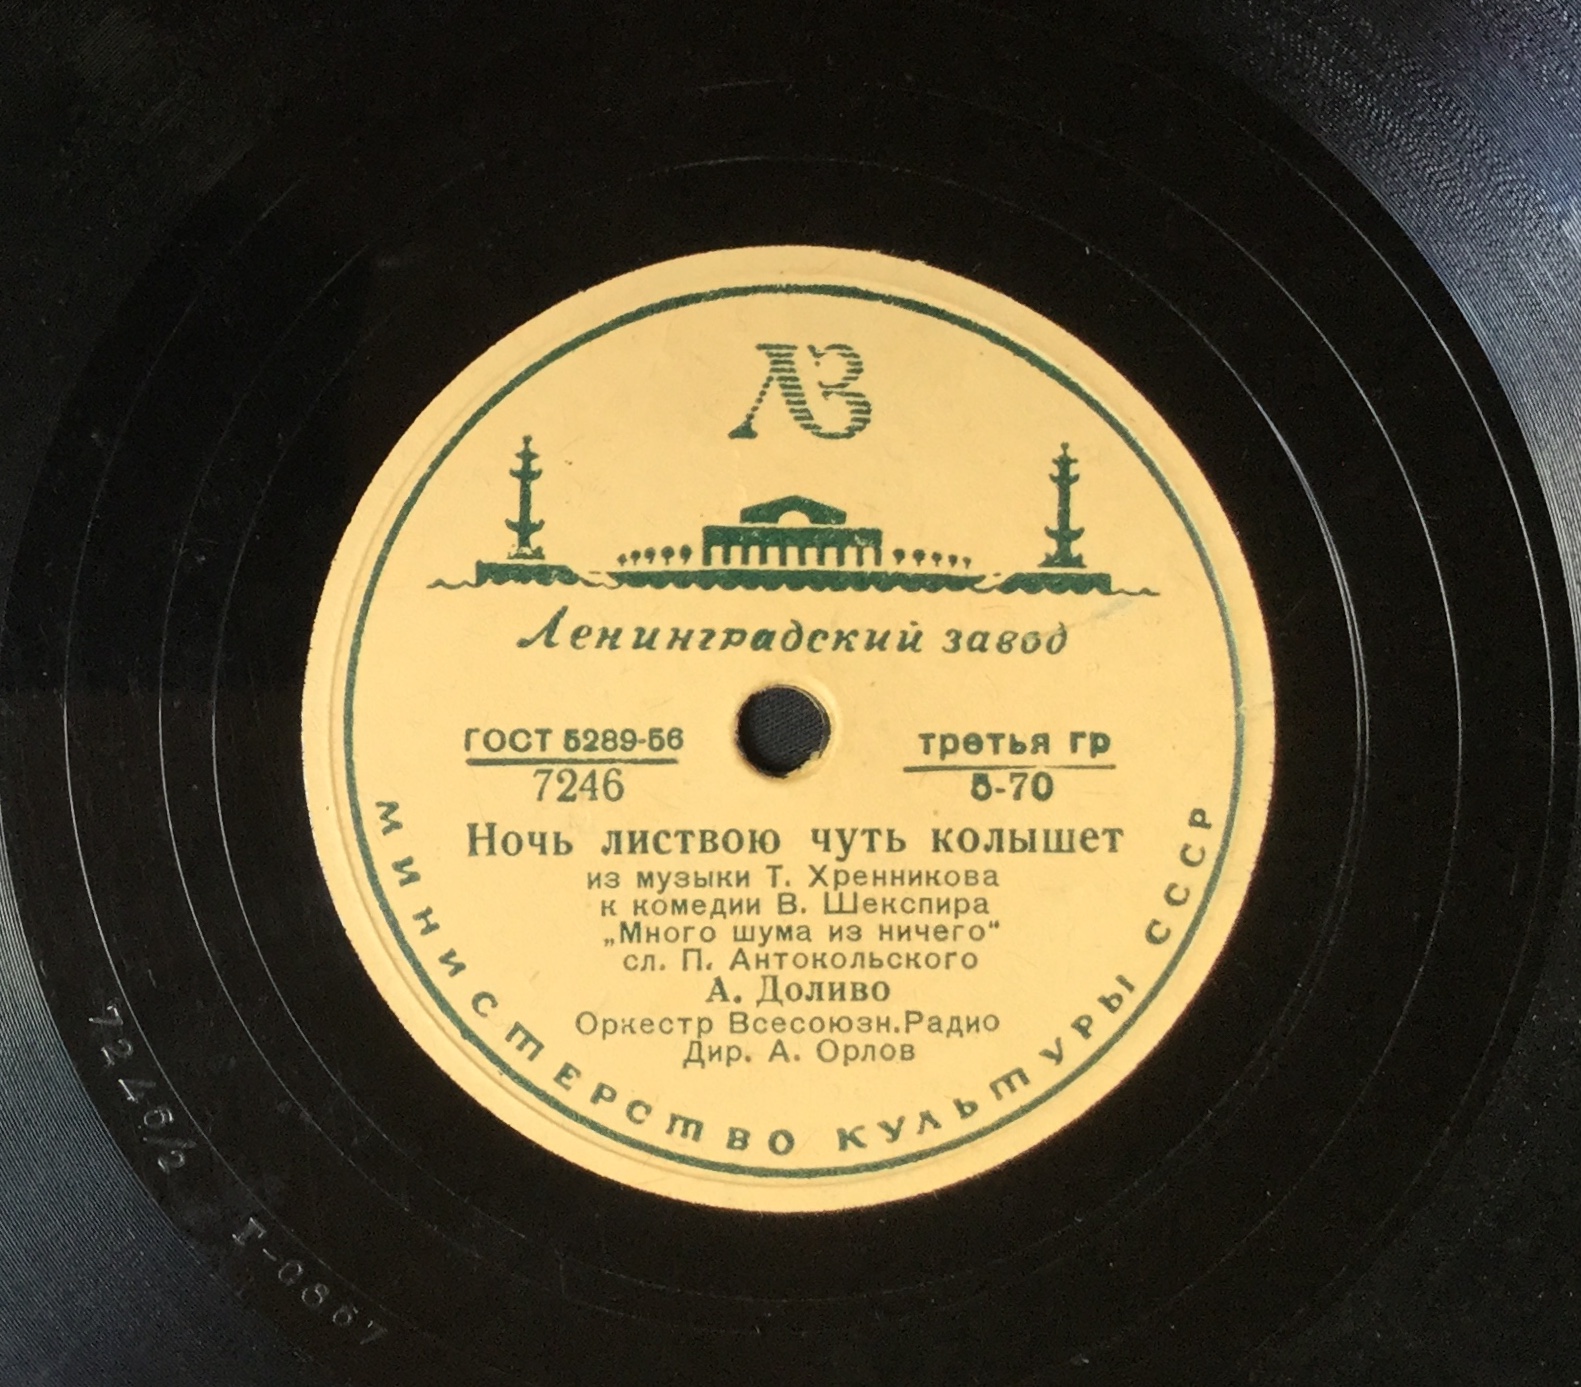 ЛЗ
Ленинградский завод
ГОСТ 5289-56
7246
третья гр
5-70
Ночь листвою чуть колышет
из музыки Т. Хренникова
к комедии В. Шекспира
„Много шума из ничего“
сл. П. Антокольского
А. Доливо
Оркестр Всесоюзн.Радио
Дир. А. Орлов
МИНИСТЕРСТВО КУЛЬТУРЫ СССР
7246/2 Г-0867